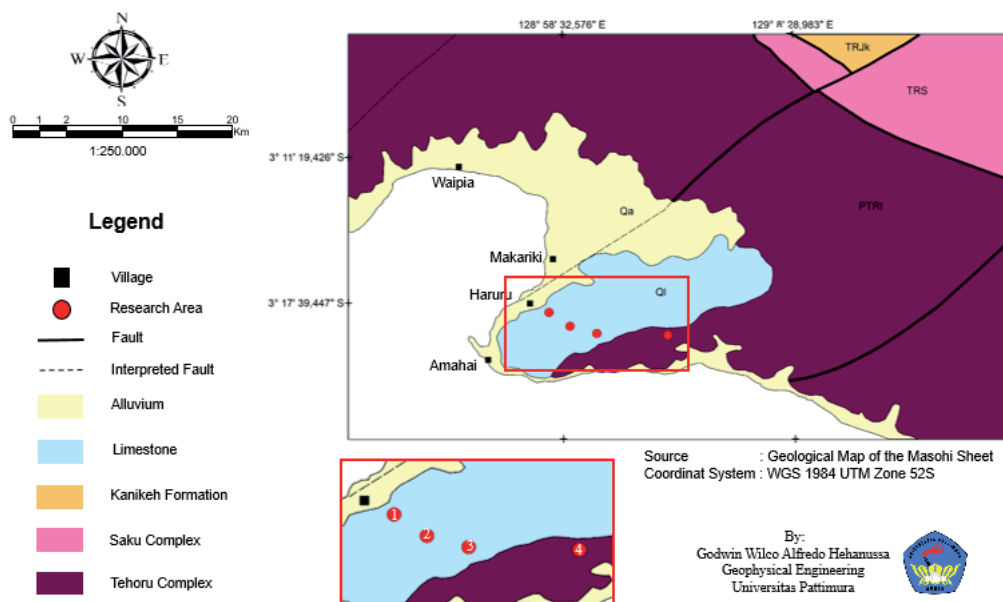 N
W E
S
0 1 2 10 15 20 Km
1:250.000
Legend
Village
Research Area
Fault
Interpreted Fault
Alluvium
Limestone
Kanikeh Formation
Saku Complex
Tehoru Complex
128° 58' 32,576" E
129° 8' 28,983" E
3° 11' 19,426" S
3° 17' 39,447" S
TRJk
TRS
PTRt
Qa
Ql
Waipia
Makariki
Haruru
Amahai
1
2
3
4
Source : Geological Map of the Masohi Sheet
Coordinat System : WGS 1984 UTM Zone 52S
By:
Godwin Wilco Alfredo Hehanussa
Geophysical Engineering
Universitas Pattimura